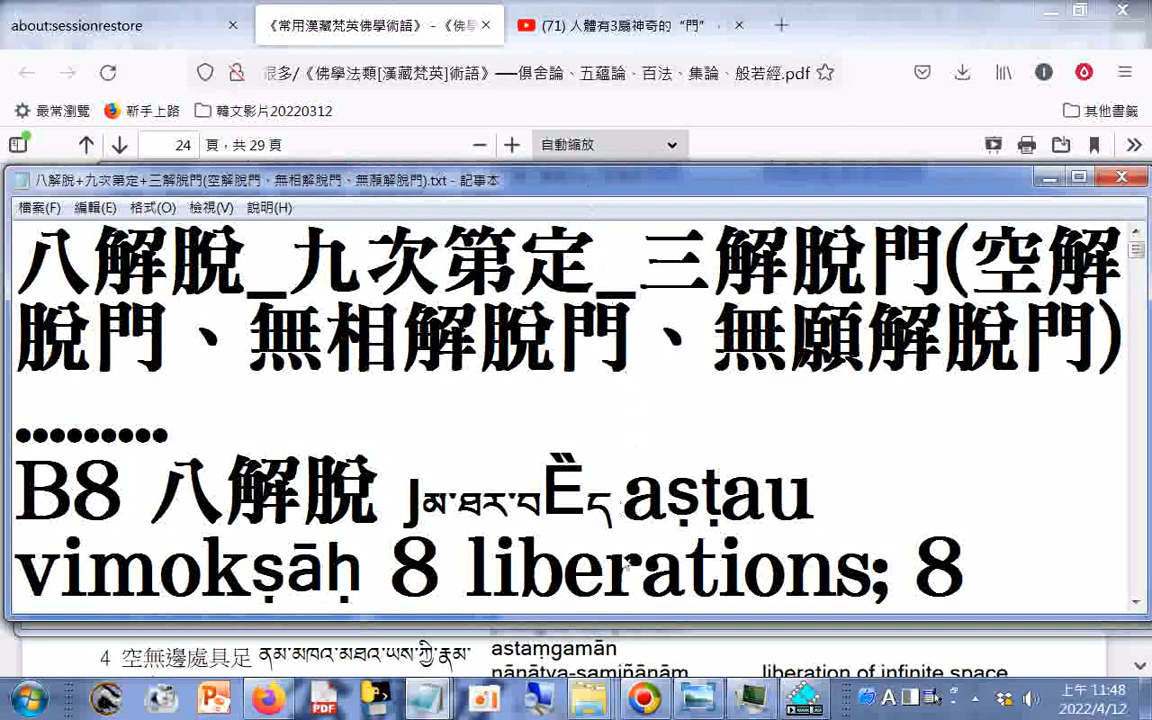 about:sessionrestore
《常用漢藏梵英佛學術語》 - 《佛學
(71) 人體有3扇神奇的“門”
很多/《佛學法類[漢藏梵英]術語》──俱舍論、五蘊論、百法、集論、般若經.pdf
最常瀏覽
新手上路
韓文影片20220312
其他書籤
24 頁，共 29 頁
自動縮放
八解脫+九次第定+三解脫門(空解脫門、無相解脫門、無願解脫門).txt - 記事本
檔案(F) 編輯(E) 格式(O) 檢視(V) 說明(H)
八解脫_九次第定_三解脫門(空解
脫門、無相解脫門、無願解脫門)
•••••••••
B8 八解脫 Jམ་ཐར་བȄད aṣṭau
vimokṣāḥ 8 liberations; 8
4 空無邊處具足 ནམ་མཁའ་མཐའ་ཡས་ཀྱི་རྣམ་
astaṃgamān
nānātva-samjñānām
liberation of infinite space
上午 11:48
2022/4/12